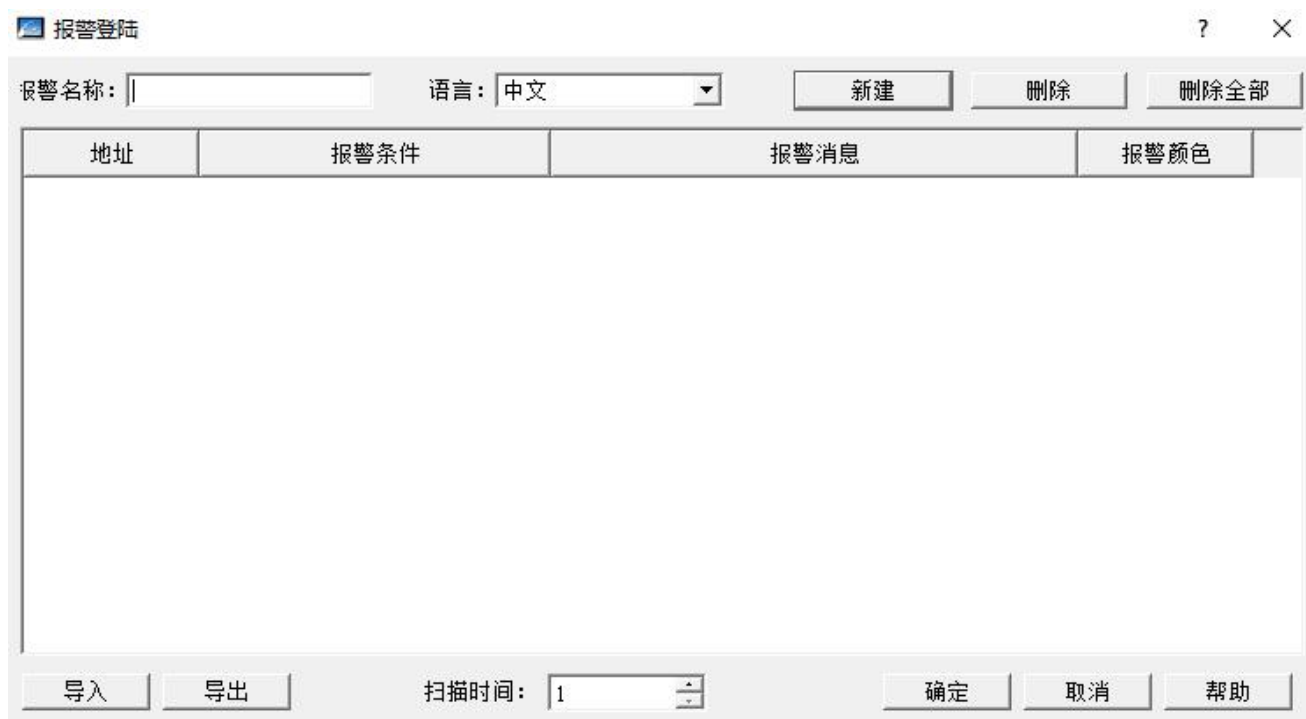 报警登陆 ?
报警名称: 语言: 中文 新建 删除 删除全部
地址 报警条件 报警消息 报警颜色
导入 导出 扫描时间: 1 确定 取消 帮助